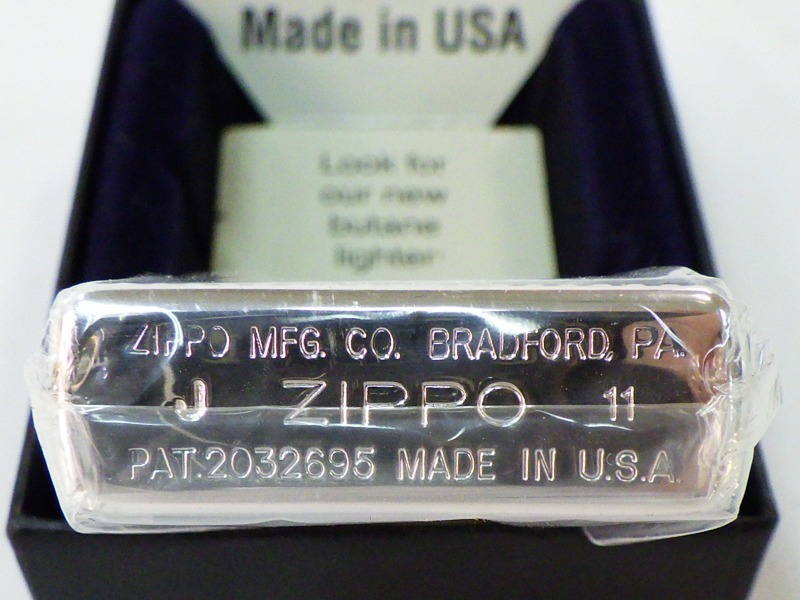 Made in USA
Look for
our new
butane
lighter
ZIPPO MFG. CO. BRADFORD, PA.
J ZIPPO 11
PAT.2032695 MADE IN U.S.A.